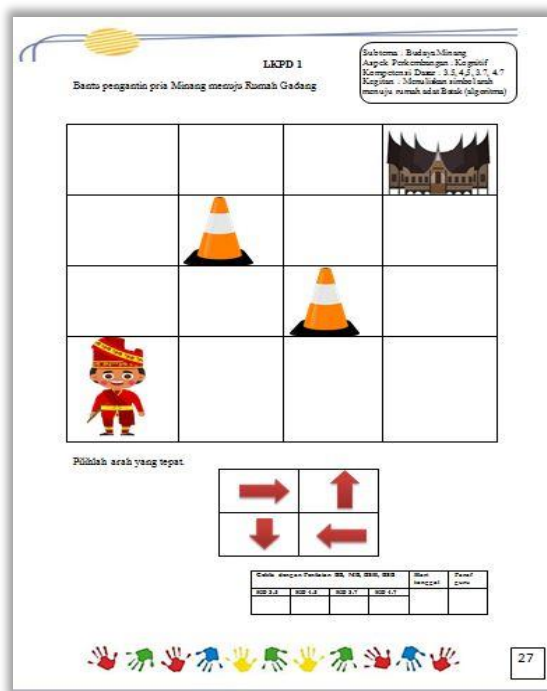 LKPD 1
Subtema : Budaya Minang
Aspek Perkembangan : Kognitif
Kompetensi Dasar : 3.5, 4,5, 3.7, 4.7
Kegitan : Menuliskan simbol arah
menuju rumah adat Batak (algoritma)
Bantu pengantin pria Minang menuju Rumah Gadang
Pilihlah arah yang tepat.
Hari
tanggal
Paraf
guru
KD 3.5 KD 4.5 KD 3.7 KD 4.7
27